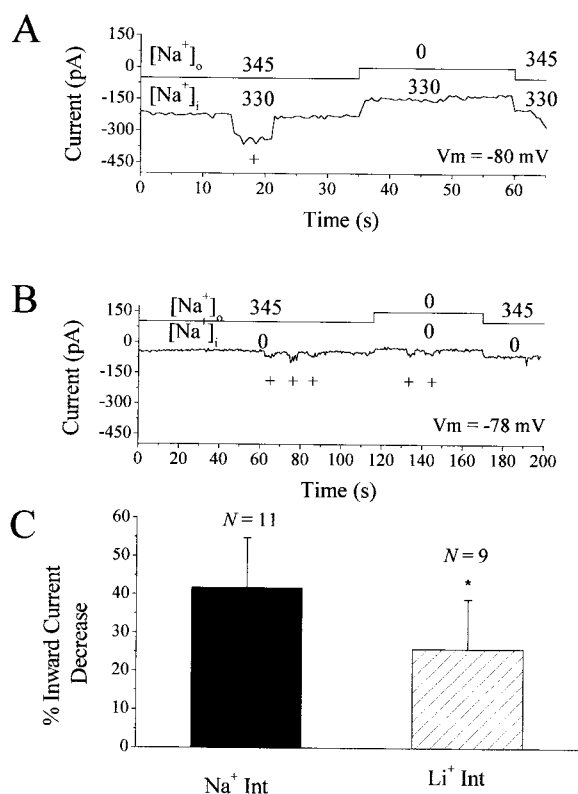 A
[Na⁺]ₒ
345
0
345
[Na⁺]ᵢ
330
330
330
Current (pA)
150
0
-150
-300
-450
+
Vm = -80 mV
0
10
20
30
40
50
60
Time (s)
B
[Na⁺]ₒ
345
0
345
[Na⁺]ᵢ
0
0
0
Current (pA)
150
0
-150
-300
-450
+ + + + +
Vm = -78 mV
0
20
40
60
80
100
120
140
160
180
200
Time (s)
C
% Inward Current
Decrease
60
50
40
30
20
10
0
N = 11
N = 9
*
Na⁺ Int
Li⁺ Int